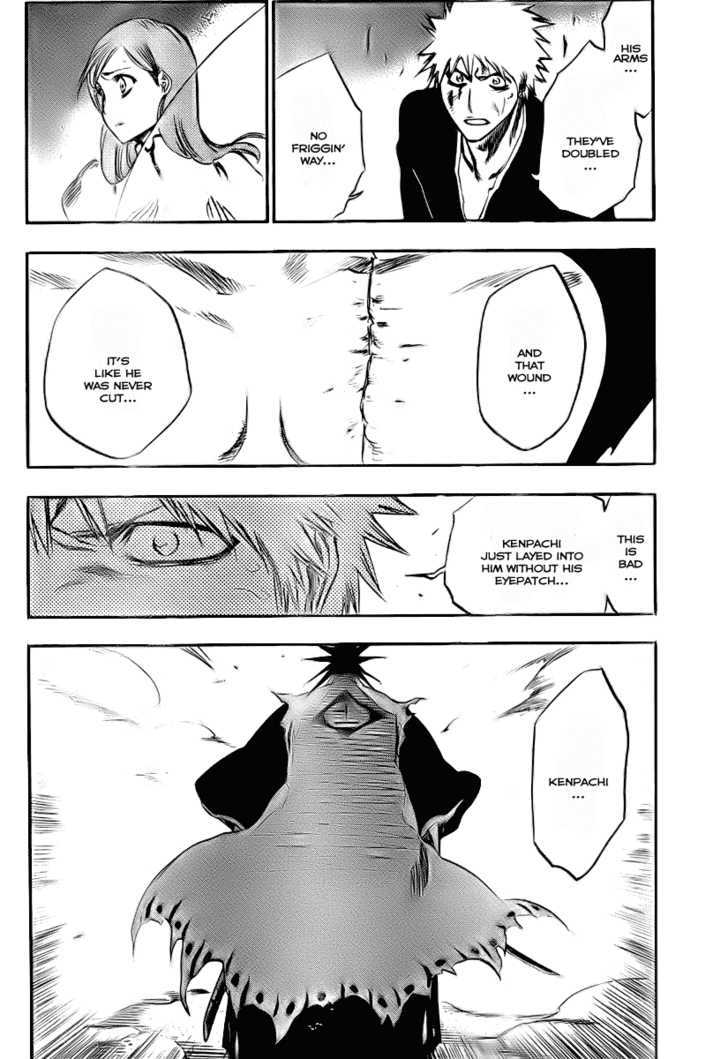 HIS
ARMS
...
THEY'VE
DOUBLED
...
NO
FRIGGIN'
WAY...
AND
THAT
WOUND
...
IT'S
LIKE HE
WAS NEVER
CUT...
THIS
IS
BAD
...
KENPACHI
JUST LAYED INTO
HIM WITHOUT HIS
EYEPATCH...
KENPACHI
...